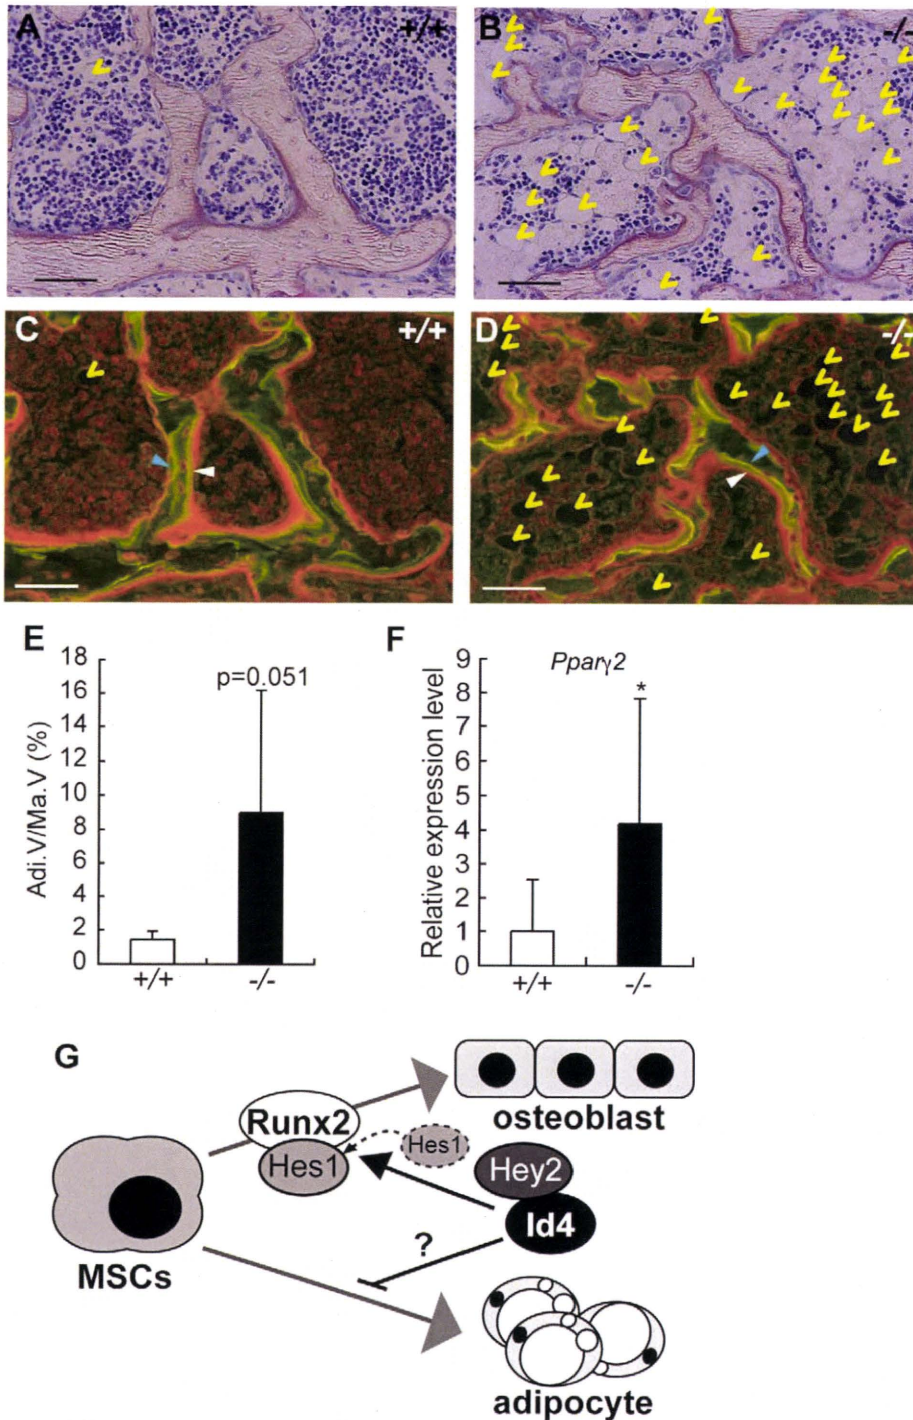 A
+/+
B
-/-
C
+/+
D
-/-
E
18
16
14
12
10
8
6
4
2
0
Adi.V/Ma.V (%)
p=0.051
+/+
-/-
F
9
8
7
6
5
4
3
2
1
0
Relative expression level
Pparγ2
*
+/+
-/-
G
MSCs
Runx2
Hes1
Hes1
Hey2
Id4
?
osteoblast
adipocyte